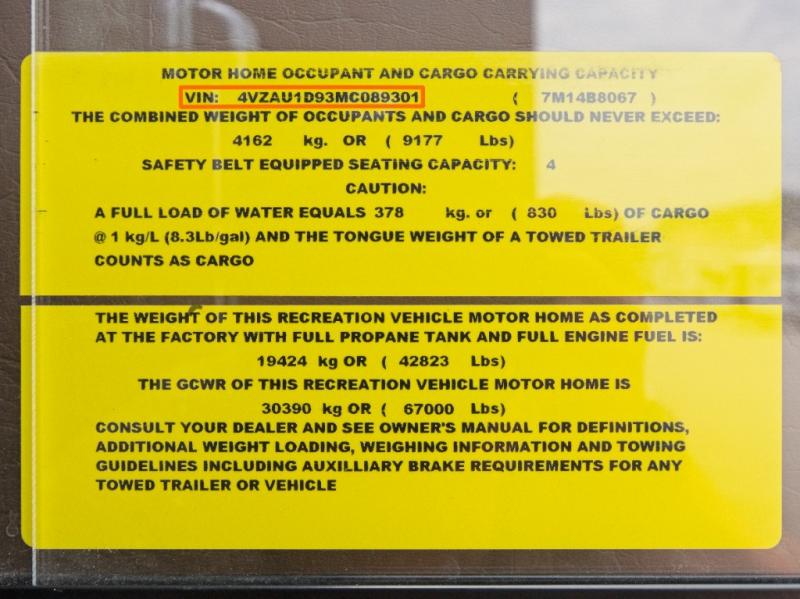 MOTOR HOME OCCUPANT AND CARGO CARRYING CAPACITY
VIN: 4VZAU1D93MC089301 ( 7M14B8067 )
THE COMBINED WEIGHT OF OCCUPANTS AND CARGO SHOULD NEVER EXCEED:
4162 kg. OR ( 9177 Lbs)
SAFETY BELT EQUIPPED SEATING CAPACITY: 4
CAUTION:
A FULL LOAD OF WATER EQUALS 378 kg. or ( 830 Lbs) OF CARGO
@ 1 kg/L (8.3Lb/gal) AND THE TONGUE WEIGHT OF A TOWED TRAILER
COUNTS AS CARGO
THE WEIGHT OF THIS RECREATION VEHICLE MOTOR HOME AS COMPLETED
AT THE FACTORY WITH FULL PROPANE TANK AND FULL ENGINE FUEL IS:
19424 kg OR ( 42823 Lbs)
THE GCWR OF THIS RECREATION VEHICLE MOTOR HOME IS
30390 kg OR ( 67000 Lbs)
CONSULT YOUR DEALER AND SEE OWNER'S MANUAL FOR DEFINITIONS,
ADDITIONAL WEIGHT LOADING, WEIGHING INFORMATION AND TOWING
GUIDELINES INCLUDING AUXILLIARY BRAKE REQUIREMENTS FOR ANY
TOWED TRAILER OR VEHICLE